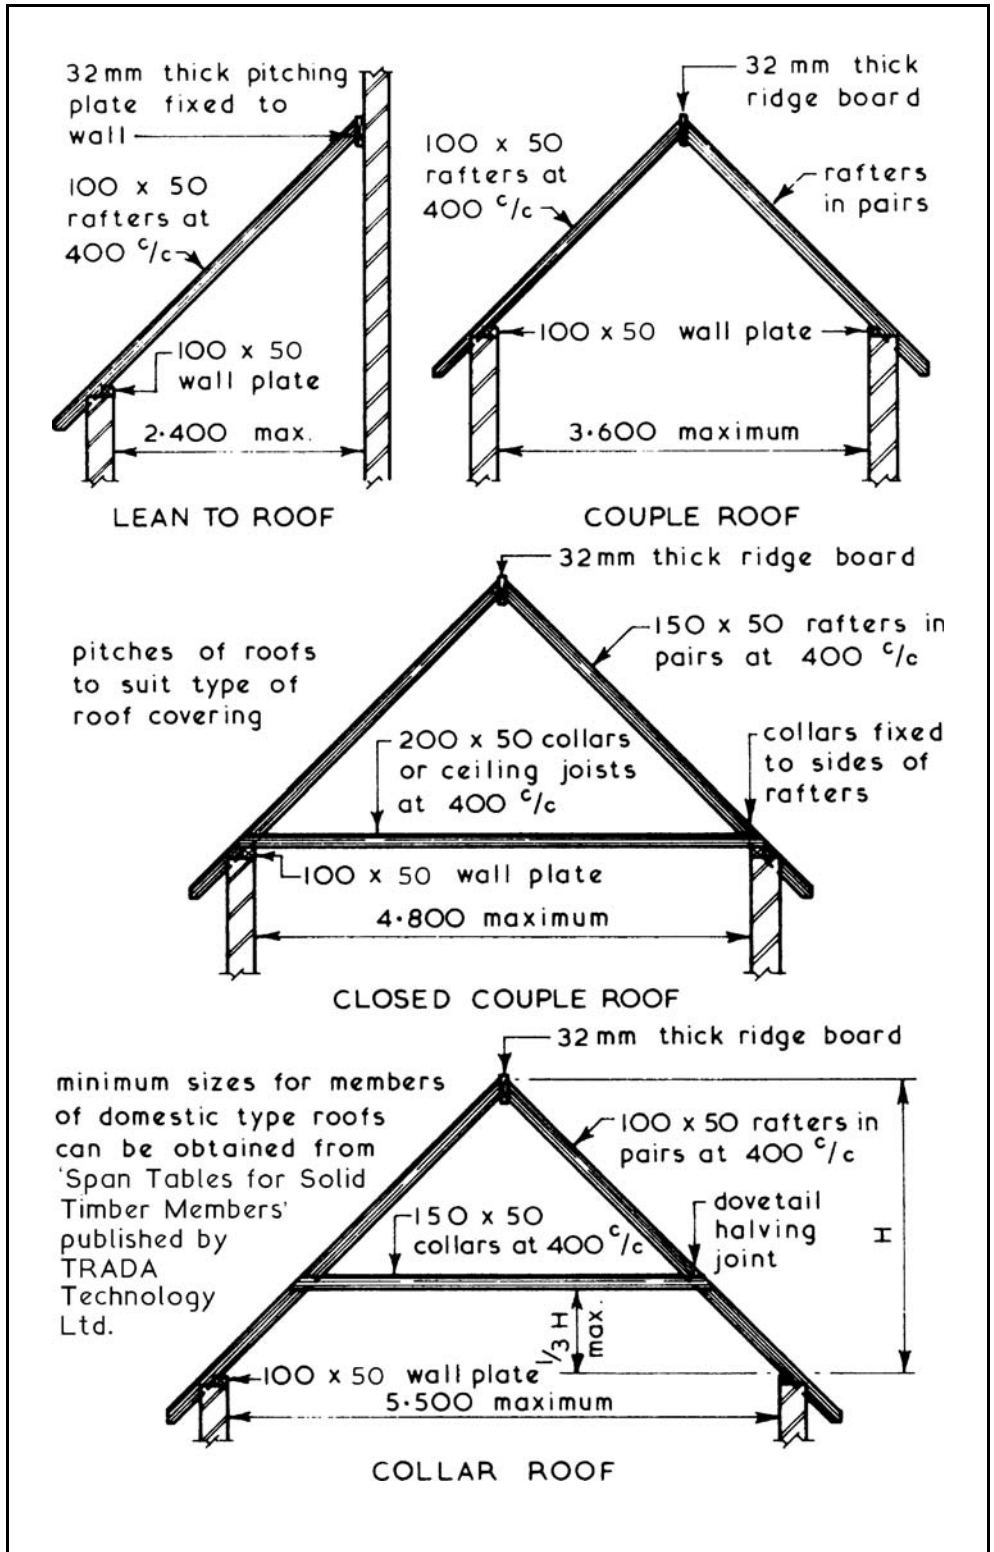 32mm thick pitching
plate fixed to
wall
100 x 50
rafters at
400 c/c
100 x 50
wall plate
2·400 max.
LEAN TO ROOF
32 mm thick
ridge board
100 x 50
rafters at
400 c/c
rafters
in pairs
100 x 50 wall plate
3·600 maximum
COUPLE ROOF
32mm thick ridge board
150 x 50 rafters in
pairs at 400 c/c
pitches of roofs
to suit type of
roof covering
200 x 50 collars
or ceiling joists
at 400 c/c
collars fixed
to sides of
rafters
100 x 50 wall plate
4·800 maximum
CLOSED COUPLE ROOF
32mm thick ridge board
minimum sizes for members
of domestic type roofs
can be obtained from
'Span Tables for Solid
Timber Members'
published by
TRADA
Technology
Ltd.
100 x 50 rafters in
pairs at 400 c/c
150 x 50
collars at 400 c/c
dovetail
halving
joint
H
1/3 H
max.
100 x 50 wall plate
5·500 maximum
COLLAR ROOF